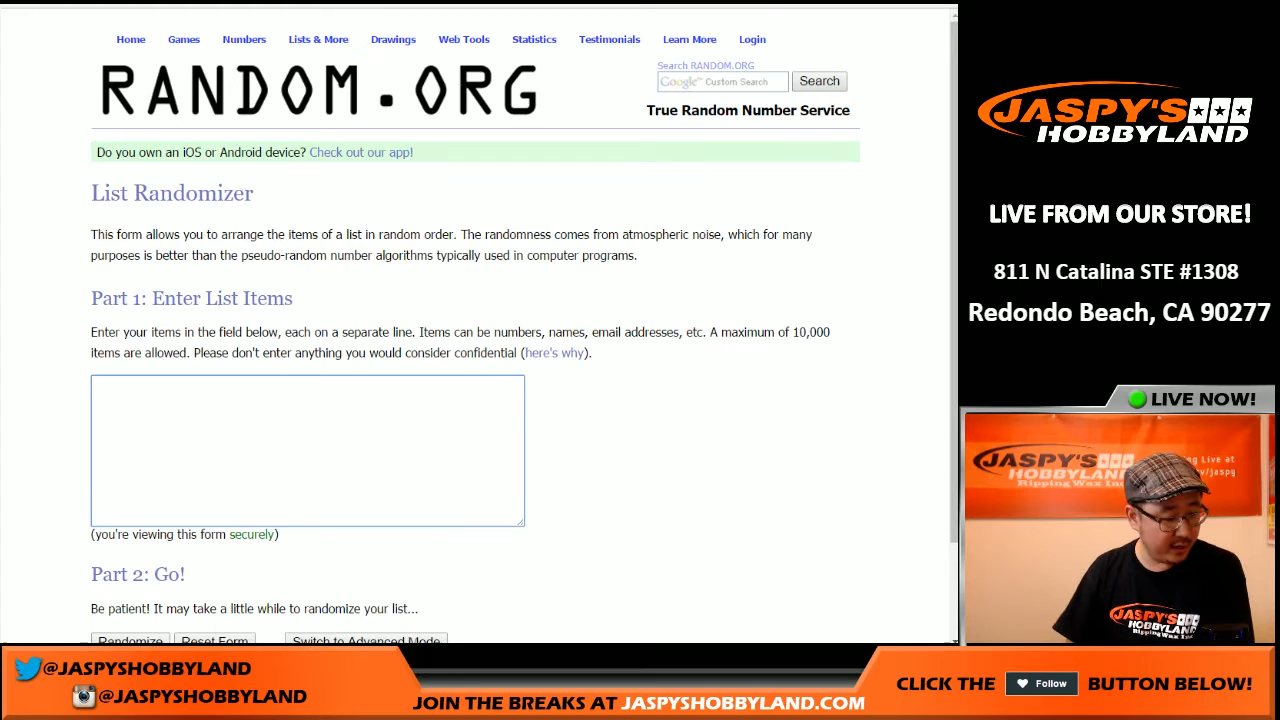 Home Games Numbers Lists & More Drawings Web Tools Statistics Testimonials Learn More Login
RANDOM.ORG
Search RANDOM.ORG
Google™ Custom Search Search
True Random Number Service
Do you own an iOS or Android device? Check out our app!
List Randomizer
This form allows you to arrange the items of a list in random order. The randomness comes from atmospheric noise, which for many
purposes is better than the pseudo-random number algorithms typically used in computer programs.
Part 1: Enter List Items
Enter your items in the field below, each on a separate line. Items can be numbers, names, email addresses, etc. A maximum of 10,000
items are allowed. Please don't enter anything you would consider confidential (here's why).
(you're viewing this form securely)
Part 2: Go!
Be patient! It may take a little while to randomize your list...
Randomize Reset Form Switch to Advanced Mode
JASPY'S
HOBBYLAND
LIVE FROM OUR STORE!
811 N Catalina STE #1308
Redondo Beach, CA 90277
LIVE NOW!
JASPY'S
HOBBYLAND
Ripping Wax
ng Live at
/jaspy
JASPY'S
HOBBYLAND
Ripping Wax Inc
@JASPYSHOBBYLAND
@JASPYSHOBBYLAND
JOIN THE BREAKS AT JASPYSHOBBYLAND.COM
CLICK THE Follow BUTTON BELOW!